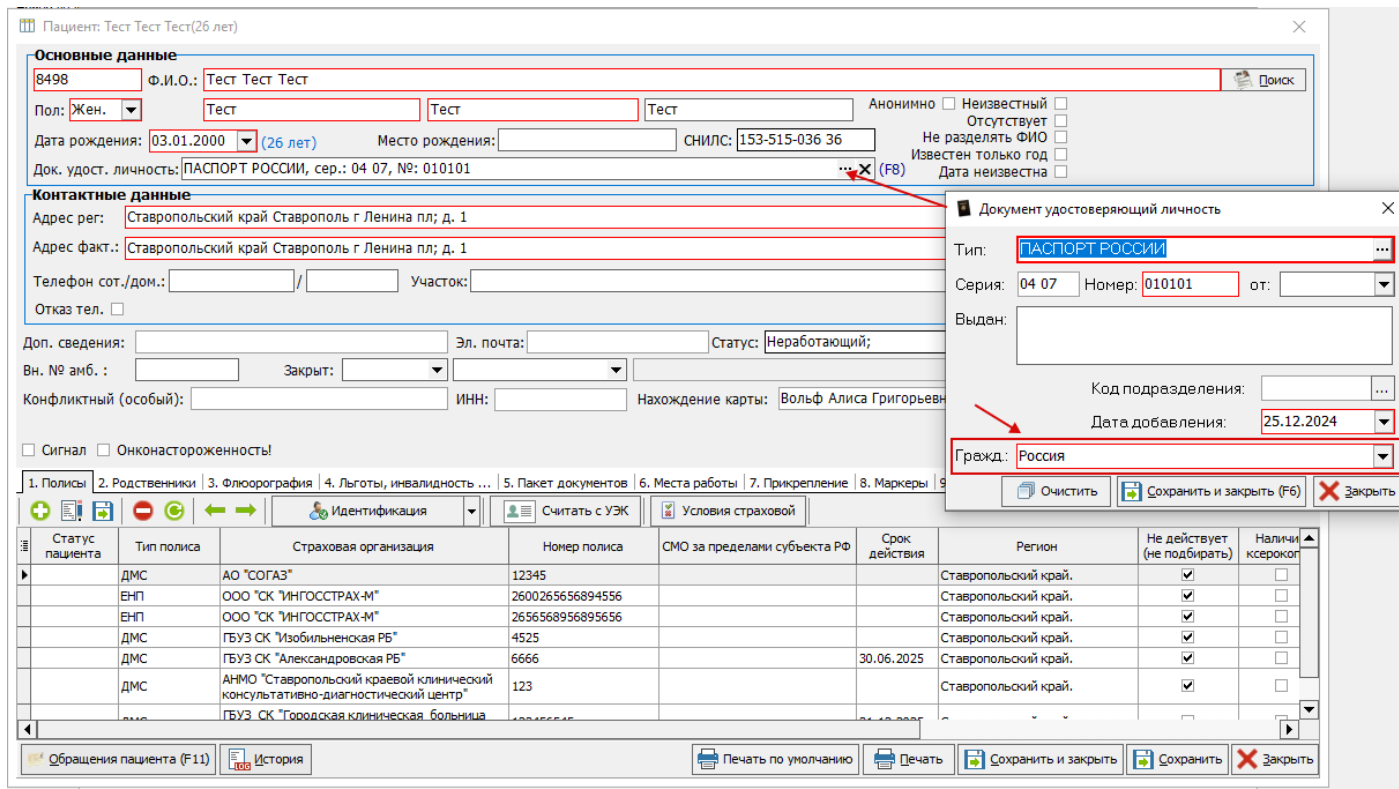 Пациент: Тест Тест Тест(26 лет)
Основные данные
8498 Ф.И.О.: Тест Тест Тест Поиск
Пол: Жен. Тест Тест Тест Анонимно Неизвестный
Отсутствует
Дата рождения: 03.01.2000 (26 лет) Место рождения: СНИЛС: 153-515-036 36 Не разделять ФИО
Известен только год
Док. удост. личность: ПАСПОРТ РОССИИ, сер.: 04 07, №: 010101 ... (F8) Дата неизвестна
Контактные данные
Адрес рег: Ставропольский край Ставрополь г Ленина пл; д. 1
Адрес факт.: Ставропольский край Ставрополь г Ленина пл; д. 1
Телефон сот./дом.: / Участок:
Отказ тел.
Доп. сведения: Эл. почта: Статус: Неработающий;
Вн. № амб. : Закрыт:
Конфликтный (особый): ИНН: Нахождение карты: Вольф Алиса Григорьевн
Сигнал Онконастороженность!
Документ удостоверяющий личность
Тип: ПАСПОРТ РОССИИ ...
Серия: 04 07 Номер: 010101 от:
Выдан:
Код подразделения: ...
Дата добавления: 25.12.2024
Гражд.: Россия
Очистить Сохранить и закрыть (F6) Закрыть
1. Полисы 2. Родственники 3. Флюорография 4. Льготы, инвалидность ... 5. Пакет документов 6. Места работы 7. Прикрепление 8. Маркеры 9
Идентификация Считать с УЭК Условия страховой
Статус пациента Тип полиса Страховая организация Номер полиса СМО за пределами субъекта РФ Срок действия Регион Не действует (не подбирать) Наличи ксерокоп
ДМС АО "СОГАЗ" 12345 Ставропольский край.
ЕНП ООО "СК "ИНГОССТРАХ-М" 2600265656894556 Ставропольский край.
ЕНП ООО "СК "ИНГОССТРАХ-М" 2656568956895656 Ставропольский край.
ДМС ГБУЗ СК "Изобильненская РБ" 4525 Ставропольский край.
ДМС ГБУЗ СК "Александровская РБ" 6666 30.06.2025 Ставропольский край.
ДМС АНМО "Ставропольский краевой клинический консультативно-диагностический центр" 123 Ставропольский край.
ГБУЗ СК "Городская клиническая больница
Обращения пациента (F11) LOG История Печать по умолчанию Печать Сохранить и закрыть Сохранить Закрыть